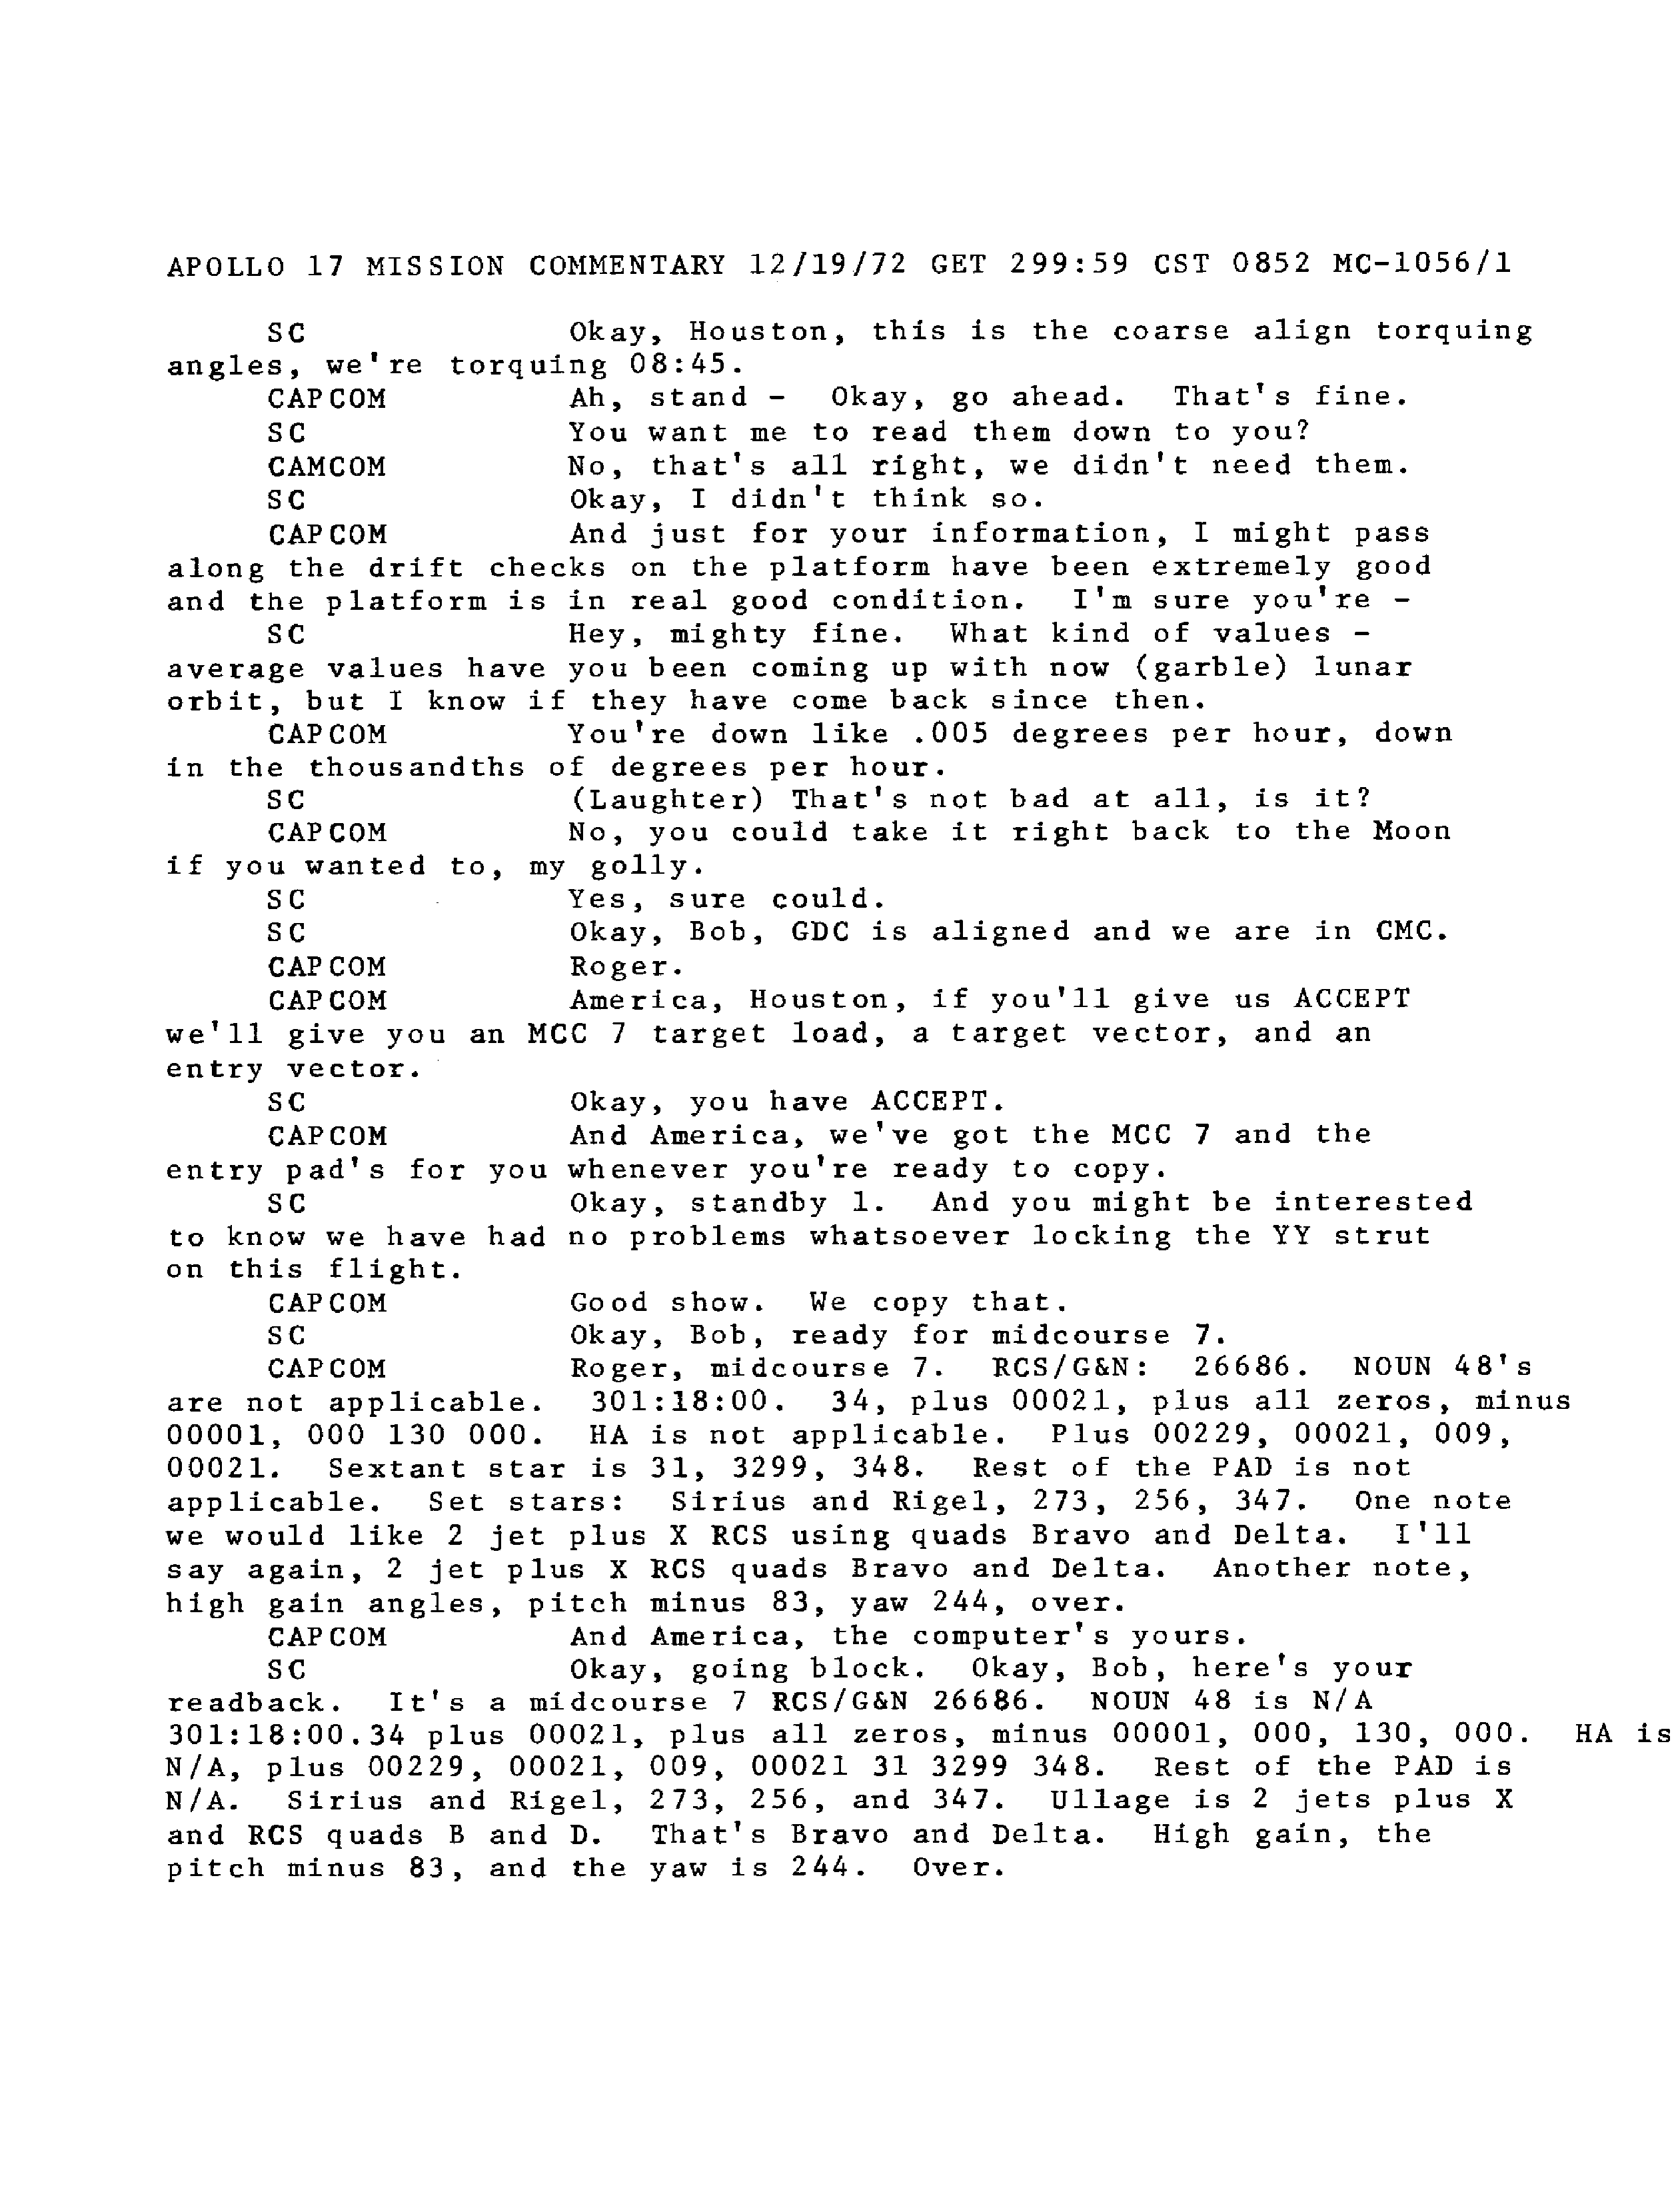 APOLLO 17 MISSION COMMENTARY 12/19/72 GET 299:59 CST 0852 MC-1056/1
SC Okay, Houston, this is the coarse align torquing
angles, we're torquing 08:45.
CAPCOM Ah, stand - Okay, go ahead. That's fine.
SC You want me to read them down to you?
CAMCOM No, that's all right, we didn't need them.
SC Okay, I didn't think so.
CAPCOM And just for your information, I might pass
along the drift checks on the platform have been extremely good
and the platform is in real good condition. I'm sure you're -
SC Hey, mighty fine. What kind of values -
average values have you been coming up with now (garble) lunar
orbit, but I know if they have come back since then.
CAPCOM You're down like .005 degrees per hour, down
in the thousandths of degrees per hour.
SC (Laughter) That's not bad at all, is it?
CAPCOM No, you could take it right back to the Moon
if you wanted to, my golly.
SC Yes, sure could.
SC Okay, Bob, GDC is aligned and we are in CMC.
CAPCOM Roger.
CAPCOM America, Houston, if you'll give us ACCEPT
we'll give you an MCC 7 target load, a target vector, and an
entry vector.
SC Okay, you have ACCEPT.
CAPCOM And America, we've got the MCC 7 and the
entry pad's for you whenever you're ready to copy.
SC Okay, standby 1. And you might be interested
to know we have had no problems whatsoever locking the YY strut
on this flight.
CAPCOM Good show. We copy that.
SC Okay, Bob, ready for midcourse 7.
CAPCOM Roger, midcourse 7. RCS/G&N: 26686. NOUN 48's
are not applicable. 301:18:00. 34, plus 00021, plus all zeros, minus
00001, 000 130 000. HA is not applicable. Plus 00229, 00021, 009,
00021. Sextant star is 31, 3299, 348. Rest of the PAD is not
applicable. Set stars: Sirius and Rigel, 273, 256, 347. One note
we would like 2 jet plus X RCS using quads Bravo and Delta. I'll
say again, 2 jet plus X RCS quads Bravo and Delta. Another note,
high gain angles, pitch minus 83, yaw 244, over.
CAPCOM And America, the computer's yours.
SC Okay, going block. Okay, Bob, here's your
readback. It's a midcourse 7 RCS/G&N 26686. NOUN 48 is N/A
301:18:00.34 plus 00021, plus all zeros, minus 00001, 000, 130, 000. HA is
N/A, plus 00229, 00021, 009, 00021 31 3299 348. Rest of the PAD is
N/A. Sirius and Rigel, 273, 256, and 347. Ullage is 2 jets plus X
and RCS quads B and D. That's Bravo and Delta. High gain, the
pitch minus 83, and the yaw is 244. Over.